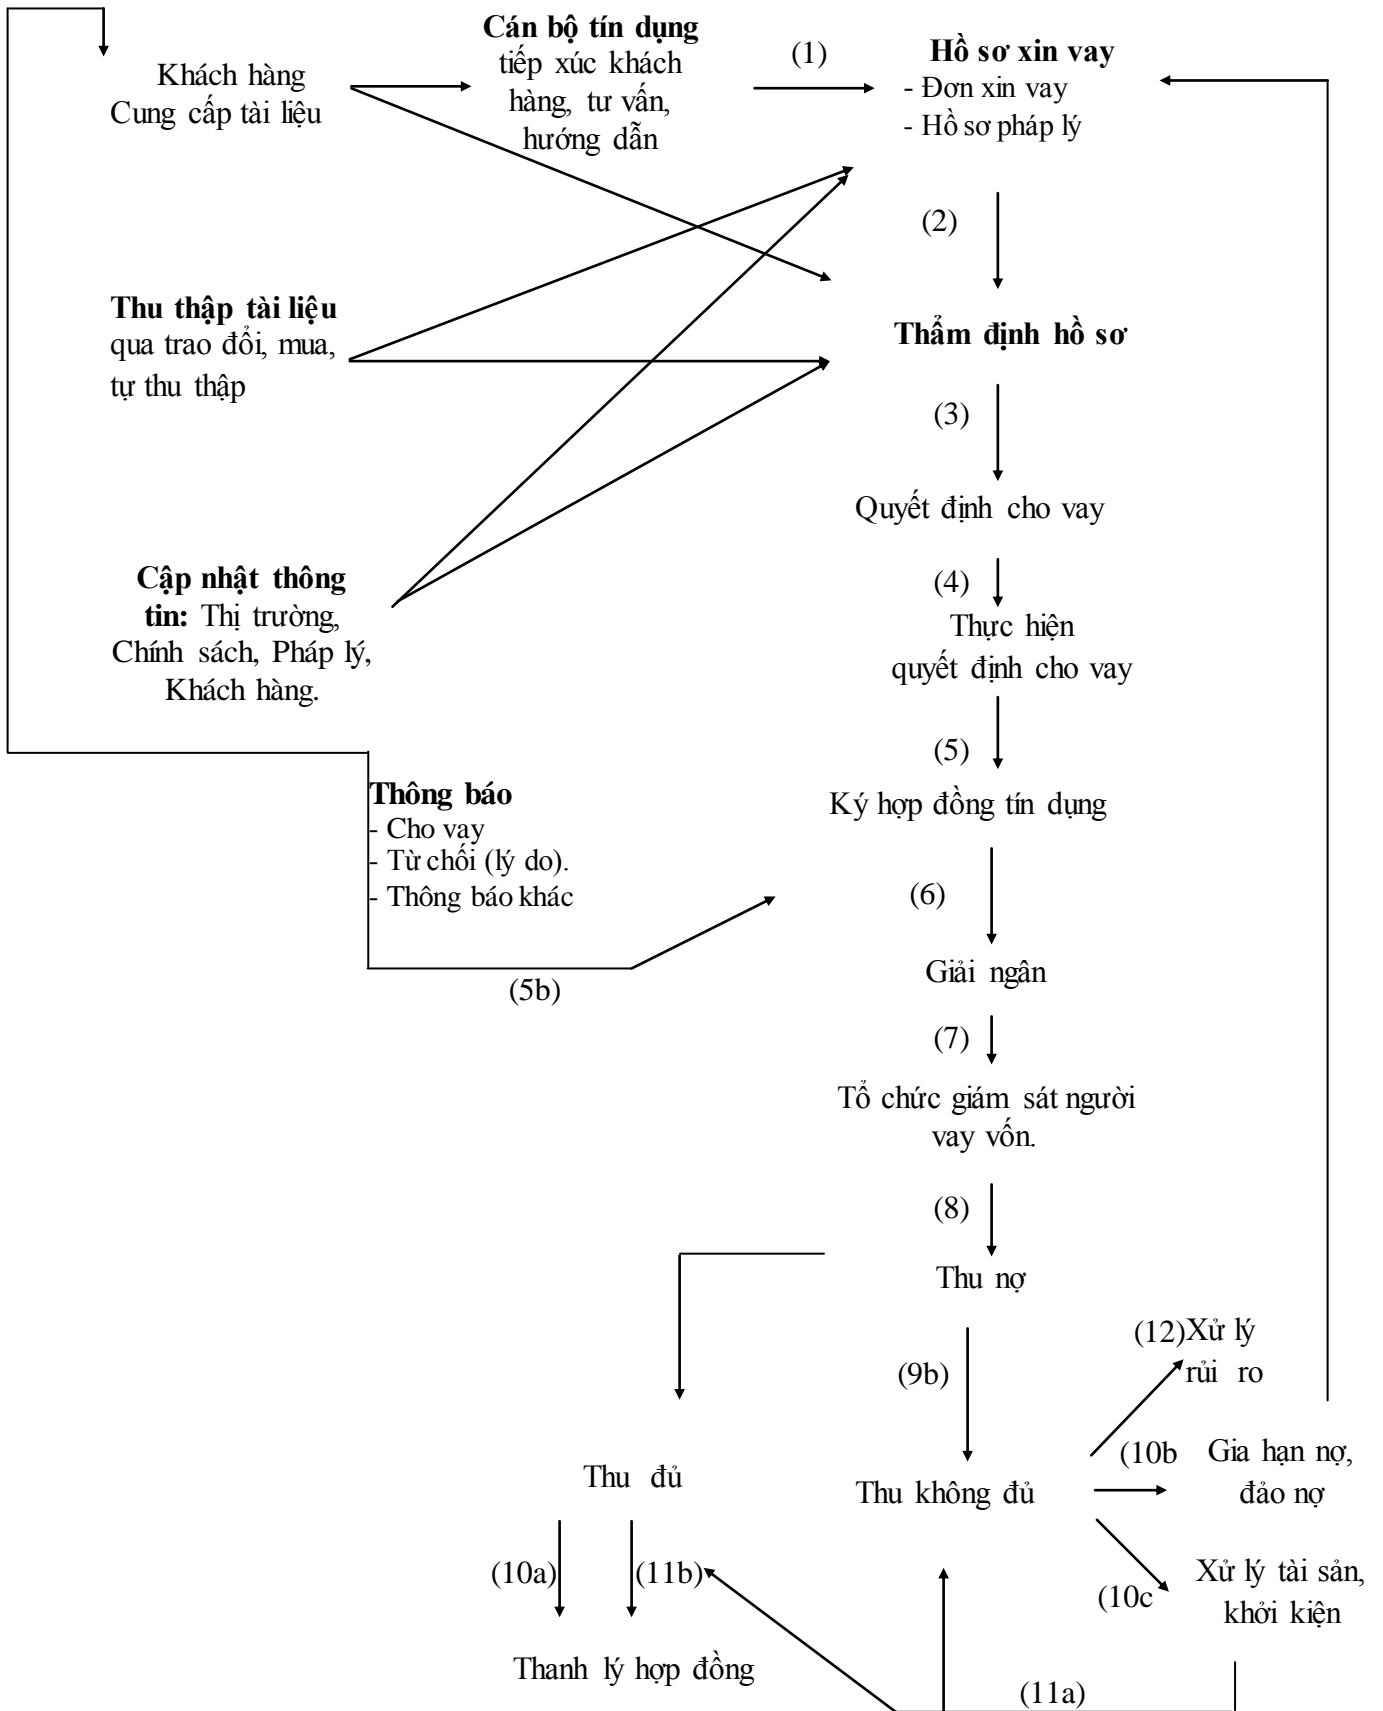 Khách hàng
Cung cấp tài liệu
Cán bộ tín dụng
tiếp xúc khách
hàng, tư vấn,
hướng dẫn
(1)
Hồ sơ xin vay
- Đơn xin vay
- Hồ sơ pháp lý
(2)
Thu thập tài liệu
qua trao đổi, mua,
tự thu thập
Thẩm định hồ sơ
(3)
Quyết định cho vay
Cập nhật thông
tin: Thị trường,
Chính sách, Pháp lý,
Khách hàng.
(4)
Thực hiện
quyết định cho vay
(5)
Thông báo
- Cho vay
- Từ chối (lý do).
- Thông báo khác
Ký hợp đồng tín dụng
(6)
(5b)
Giải ngân
(7)
Tổ chức giám sát người
vay vốn.
(8)
Thu nợ
(9b)
(12)Xử lý
rủi ro
Thu đủ
Thu không đủ
(10b
Gia hạn nợ,
đảo nợ
(10a)
(11b)
(10c
Xử lý tài sản,
khởi kiện
Thanh lý hợp đồng
(11a)